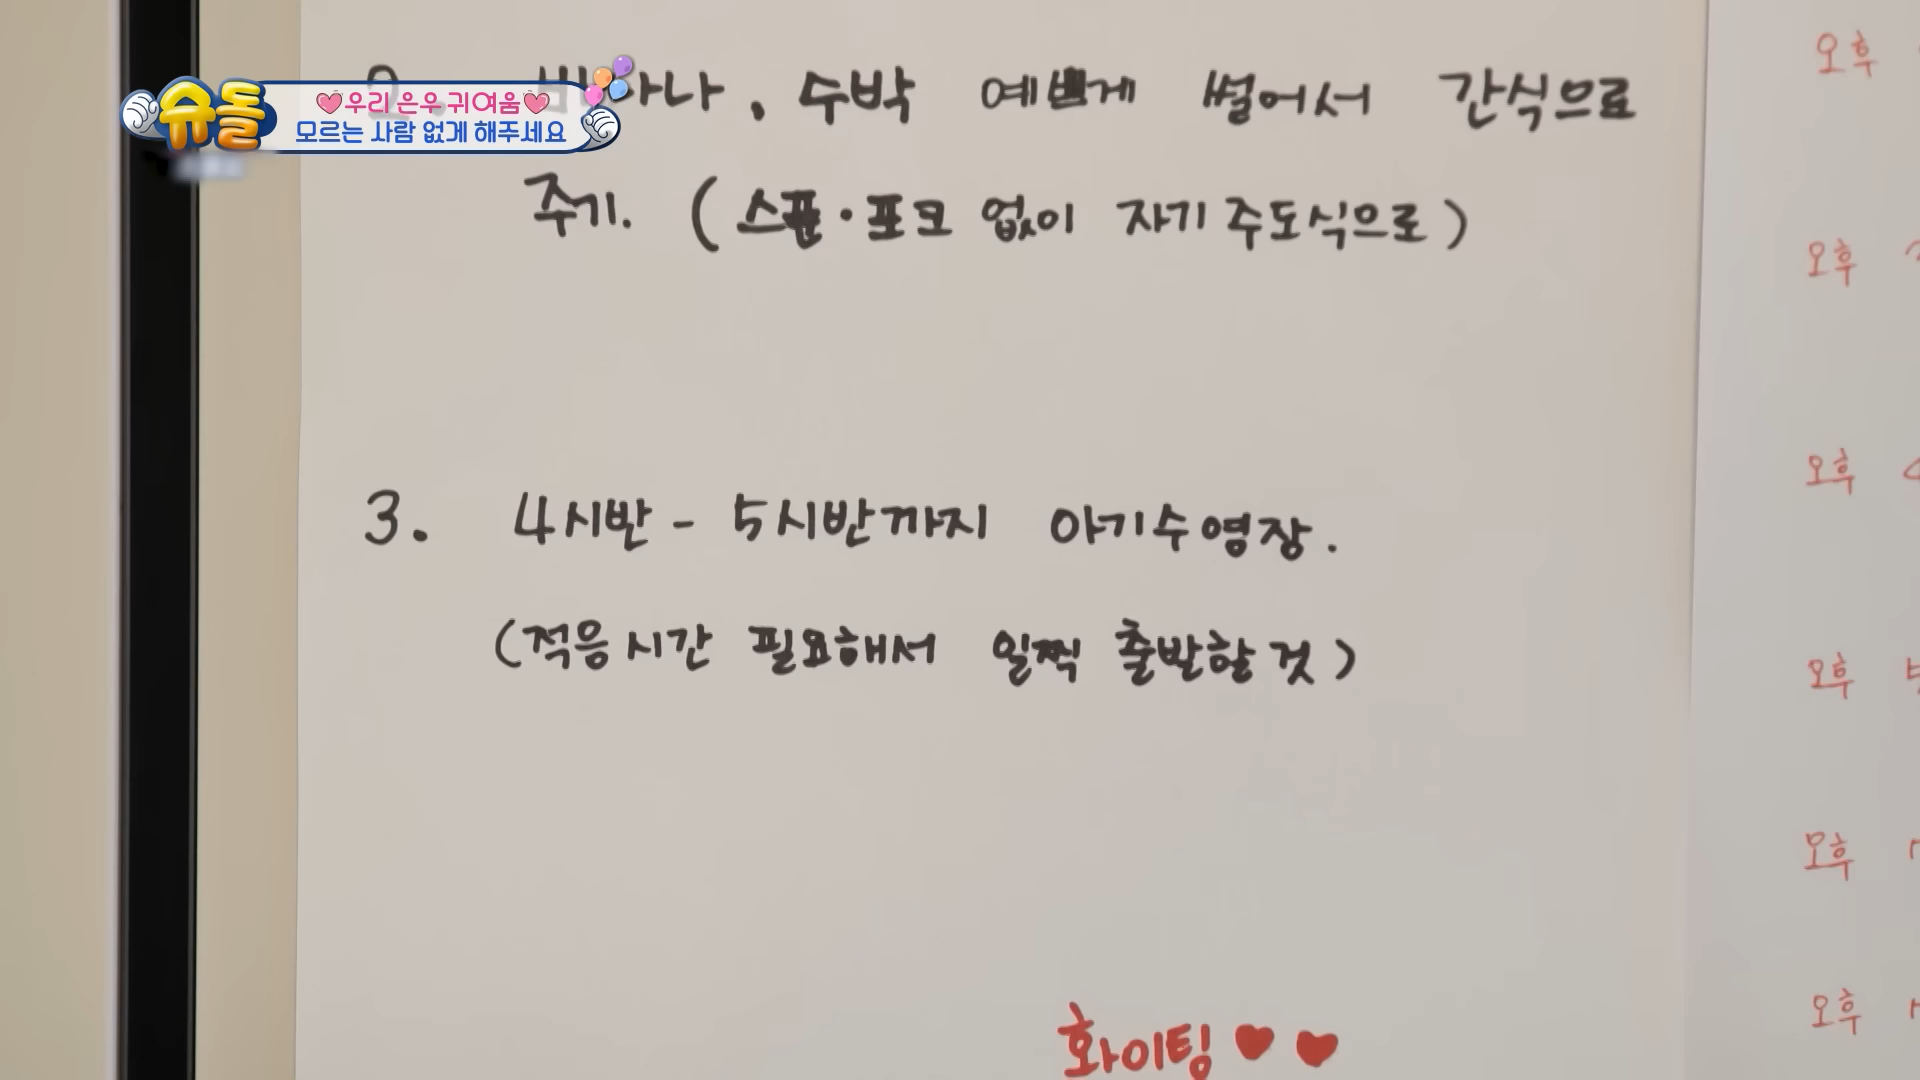 슈돌
우리 은우 귀여움
모르는 사람 없게 해주세요
수박 예쁘게 썰어서 간식으로
주기. (스푼·포크 없이 자기 주도식으로)
3. 4시반 - 5시반까지 아기수영장.
(적응 시간 필요해서 일찍 출발할 것)
화이팅 ♥ ♥
오후
오후
오후
오후
오후
오후